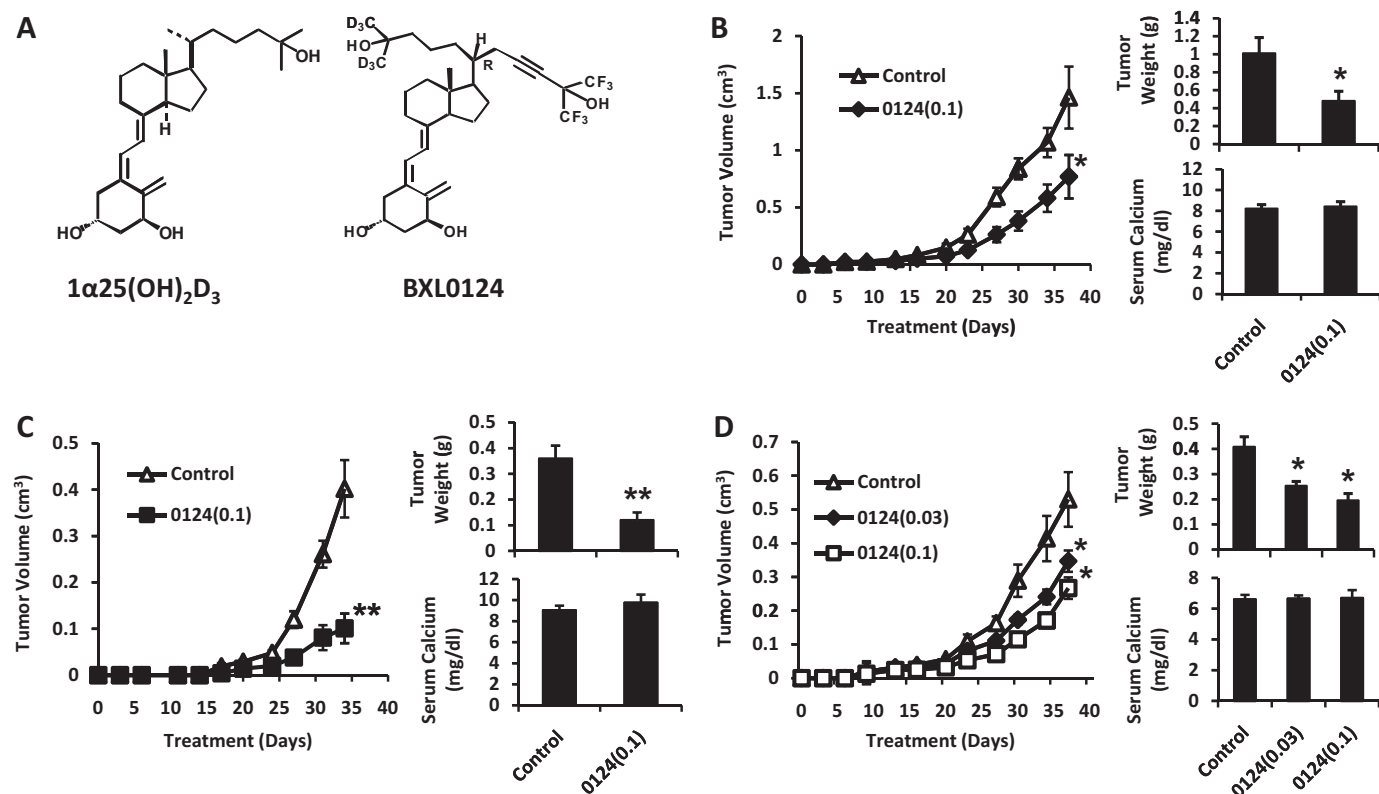 A
D₃C
HO
D₃C
H
R
CF₃
OH
CF₃
OH
H
HO
OH
HO
OH
1α25(OH)₂D₃
BXL0124
B
Tumor Volume (cm³)
2
1.5
1
0.5
0
Control
0124(0.1)
*
0 5 10 15 20 25 30 35 40
Treatment (Days)
Tumor
Weight (g)
1.4
1.2
1
0.8
0.6
0.4
0.2
0
*
Serum Calcium
(mg/dl)
12
10
8
6
4
2
0
Control
0124(0.1)
C
Tumor Volume (cm³)
0.5
0.4
0.3
0.2
0.1
0
Control
0124(0.1)
**
0 5 10 15 20 25 30 35 40
Treatment (Days)
Tumor
Weight (g)
0.5
0.4
0.3
0.2
0.1
0
**
Serum Calcium
(mg/dl)
12
10
8
6
4
2
0
Control
0124(0.1)
D
Tumor Volume (cm³)
0.7
0.6
0.5
0.4
0.3
0.2
0.1
0
Control
0124(0.03)
0124(0.1)
*
*
0 5 10 15 20 25 30 35 40
Treatment (Days)
Tumor
Weight (g)
0.5
0.4
0.3
0.2
0.1
0
*
*
Serum Calcium
(mg/dl)
8
6
4
2
0
Control
0124(0.03)
0124(0.1)